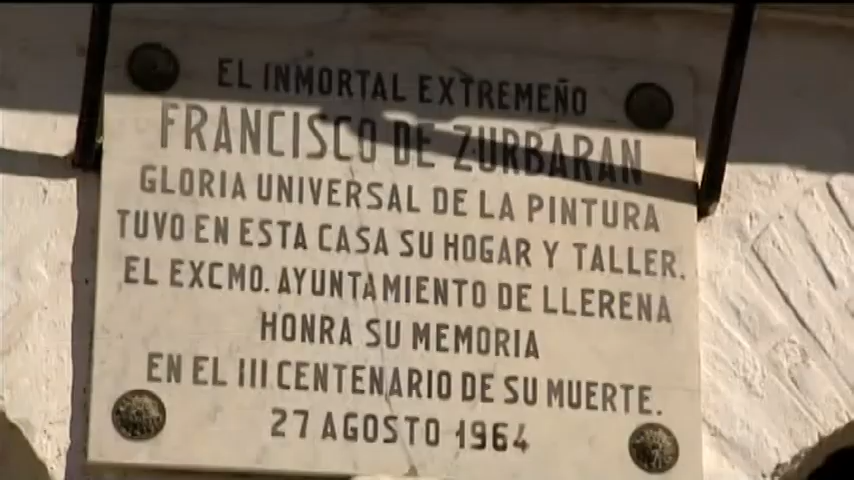 EL INMORTAL EXTREMEÑO
FRANCISCO DE ZURBARAN
GLORIA UNIVERSAL DE LA PINTURA
TUVO EN ESTA CASA SU HOGAR Y TALLER.
EL EXCMO. AYUNTAMIENTO DE LLERENA
HONRA SU MEMORIA
EN EL III CENTENARIO DE SU MUERTE.
27 AGOSTO 1964